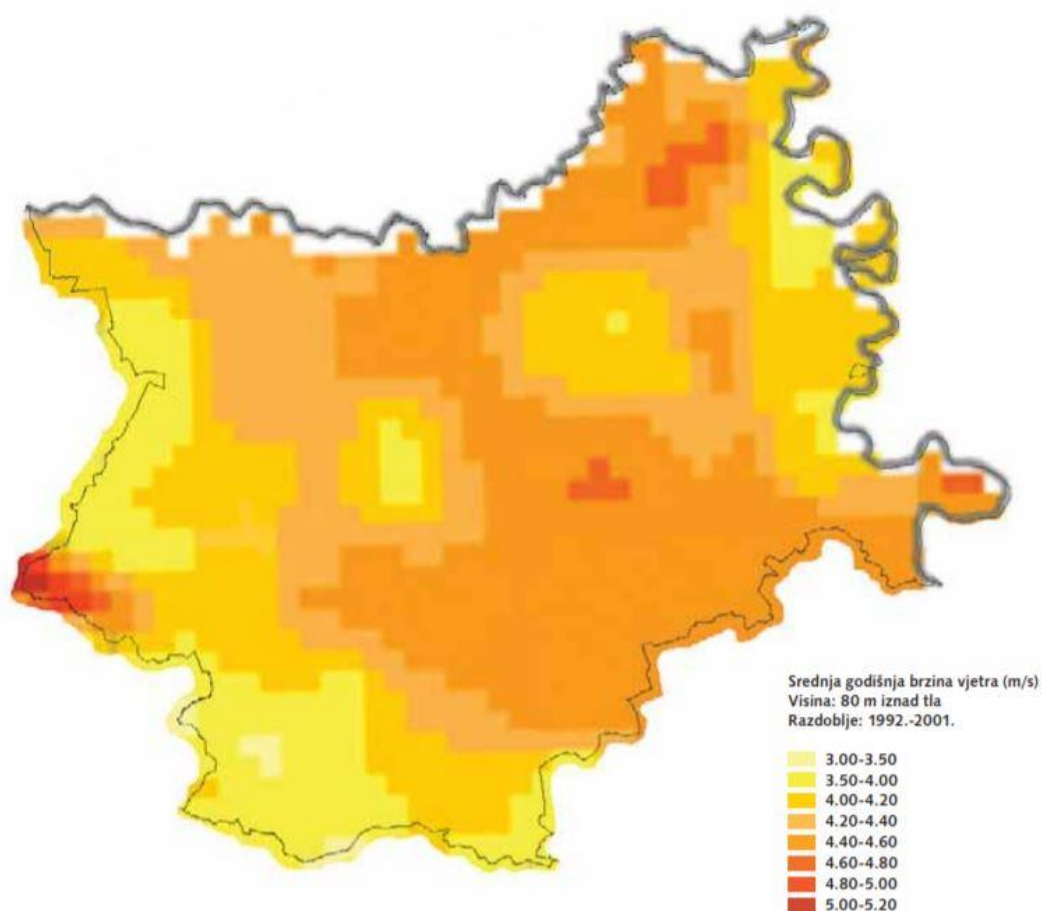 Srednja godišnja brzina vjetra (m/s)
Visina: 80 m iznad tla
Razdoblje: 1992.-2001.
3.00-3.50
3.50-4.00
4.00-4.20
4.20-4.40
4.40-4.60
4.60-4.80
4.80-5.00
5.00-5.20